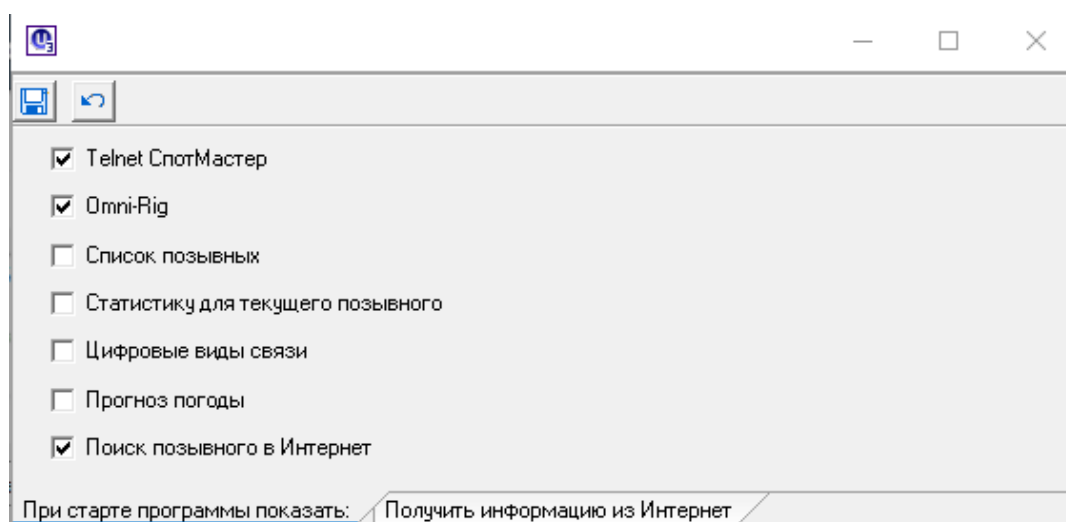 Telnet СпотМастер
Omni-Rig
Список позывных
Статистику для текущего позывного
Цифровые виды связи
Прогноз погоды
Поиск позывного в Интернет
При старте программы показать: Получить информацию из Интернет